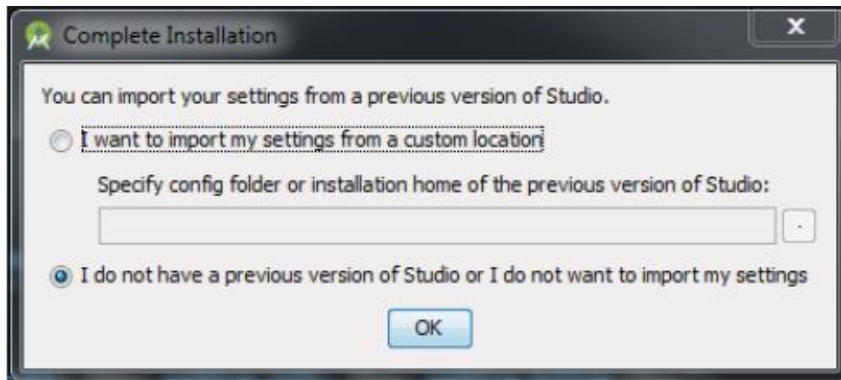 Complete Installation
You can import your settings from a previous version of Studio.
I want to import my settings from a custom location
Specify config folder or installation home of the previous version of Studio:
.
I do not have a previous version of Studio or I do not want to import my settings
OK